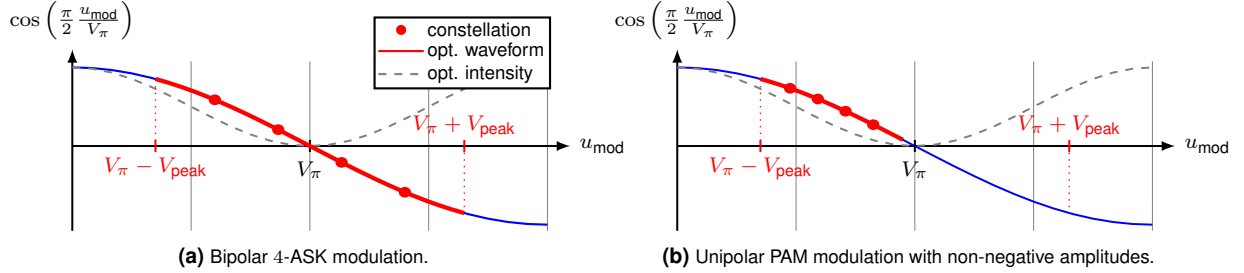 cos (π/2 u_mod/V_π)
constellation
opt. waveform
opt. intensity
V_π + V_peak
u_mod
V_π − V_peak
V_π
(a) Bipolar 4-ASK modulation.
cos (π/2 u_mod/V_π)
V_π + V_peak
u_mod
V_π − V_peak
V_π
(b) Unipolar PAM modulation with non-negative amplitudes.